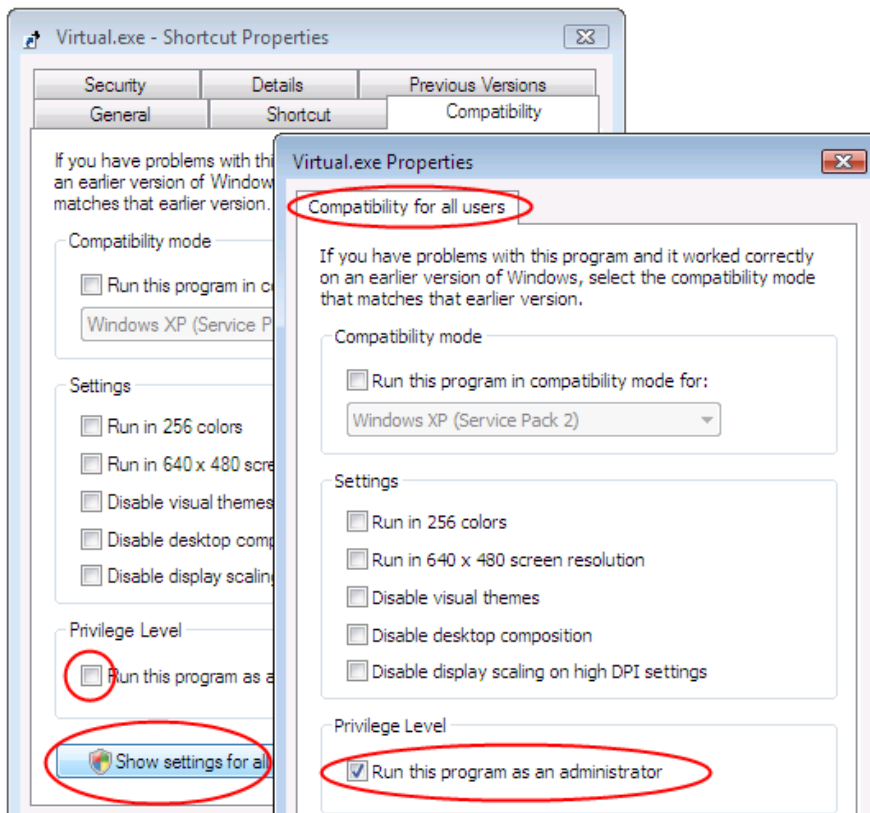 Virtual.exe - Shortcut Properties
Security Details Previous Versions
General Shortcut Compatibility
If you have problems with thi
an earlier version of Window
matches that earlier version.
Compatibility mode
Run this program in co
Windows XP (Service P
Settings
Run in 256 colors
Run in 640 x 480 scre
Disable visual themes
Disable desktop comp
Disable display scaling
Privilege Level
Run this program as a
Show settings for all
Virtual.exe Properties
Compatibility for all users
If you have problems with this program and it worked correctly
on an earlier version of Windows, select the compatibility mode
that matches that earlier version.
Compatibility mode
Run this program in compatibility mode for:
Windows XP (Service Pack 2)
Settings
Run in 256 colors
Run in 640 x 480 screen resolution
Disable visual themes
Disable desktop composition
Disable display scaling on high DPI settings
Privilege Level
Run this program as an administrator